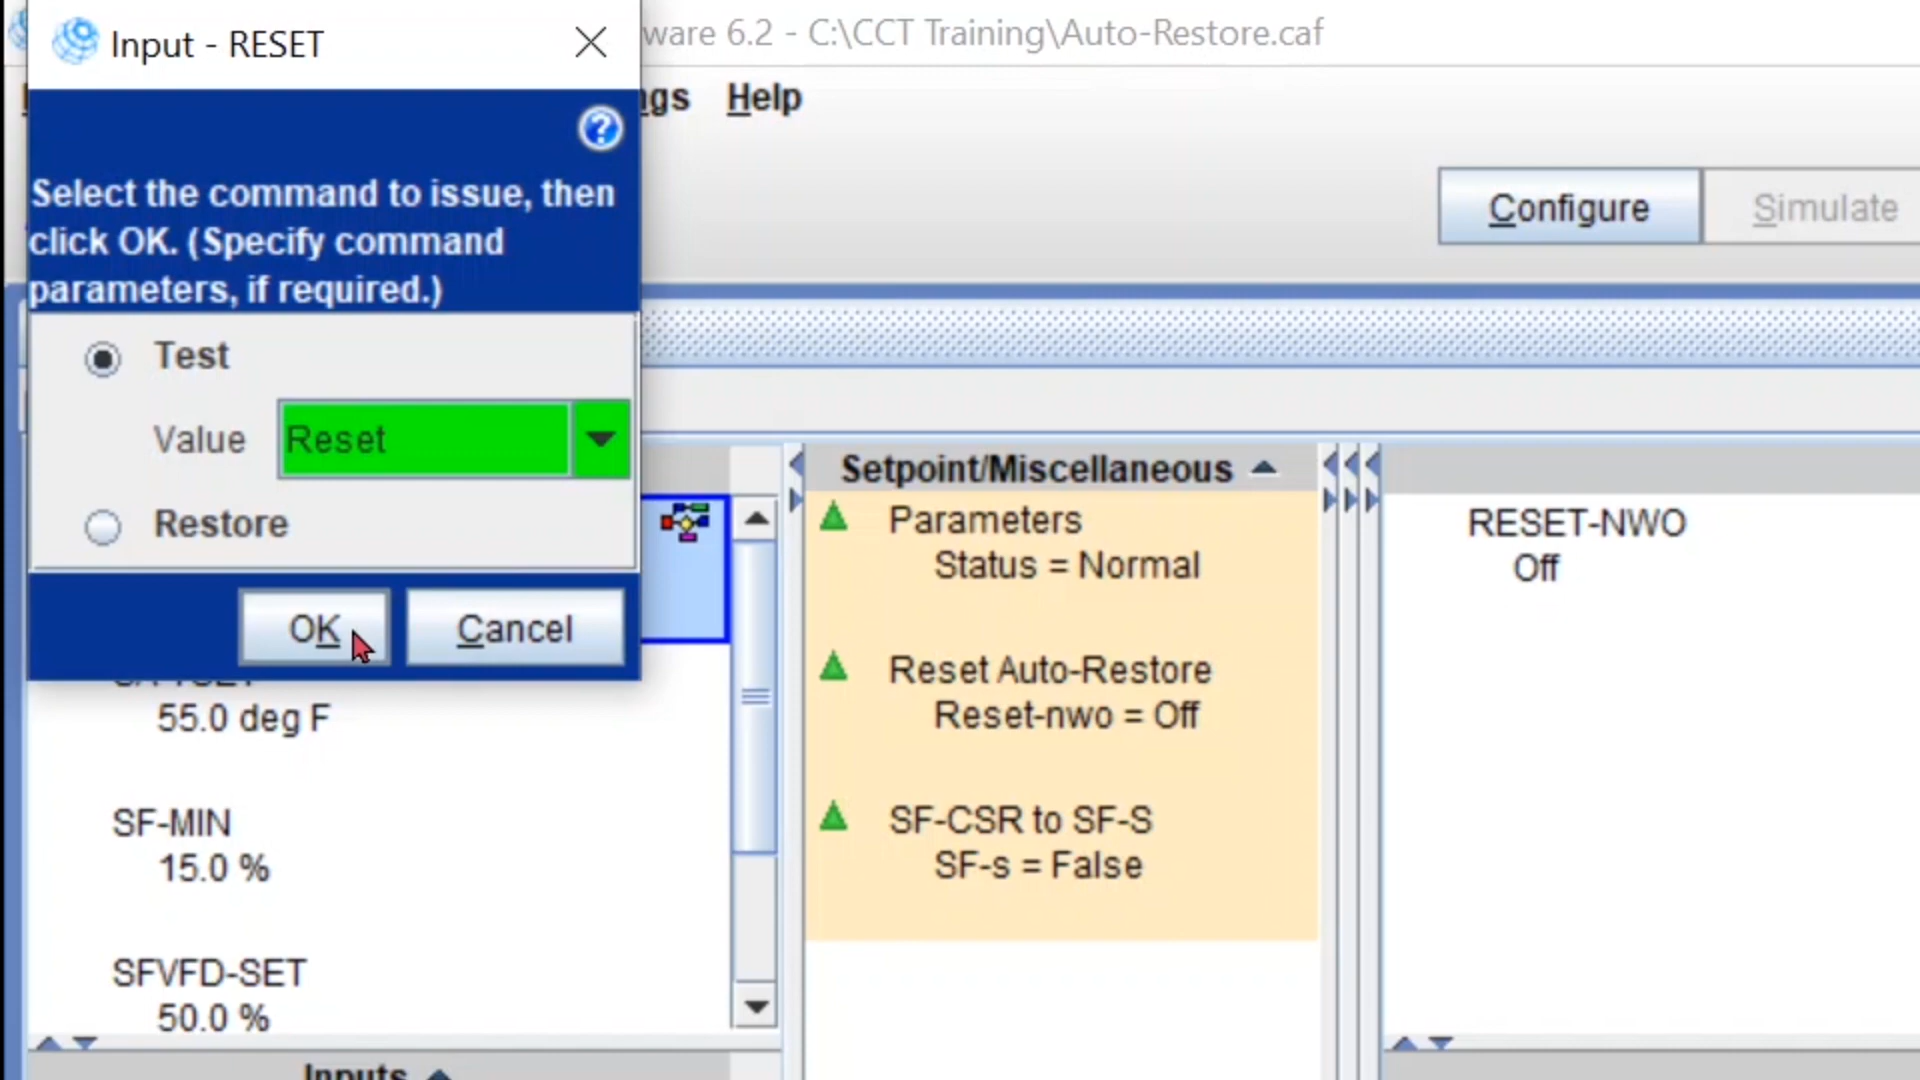 Input - RESET
ware 6.2 - C:\CCT Training\Auto-Restore.caf
ngs Help
Select the command to issue, then
click OK. (Specify command
parameters, if required.)
Configure
Simulate
Test
Value Reset
Restore
OK Cancel
55.0 deg F
SF-MIN
15.0 %
SFVFD-SET
50.0 %
Inputs
Setpoint/Miscellaneous
Parameters
Status = Normal
Reset Auto-Restore
Reset-nwo = Off
SF-CSR to SF-S
SF-s = False
RESET-NWO
Off